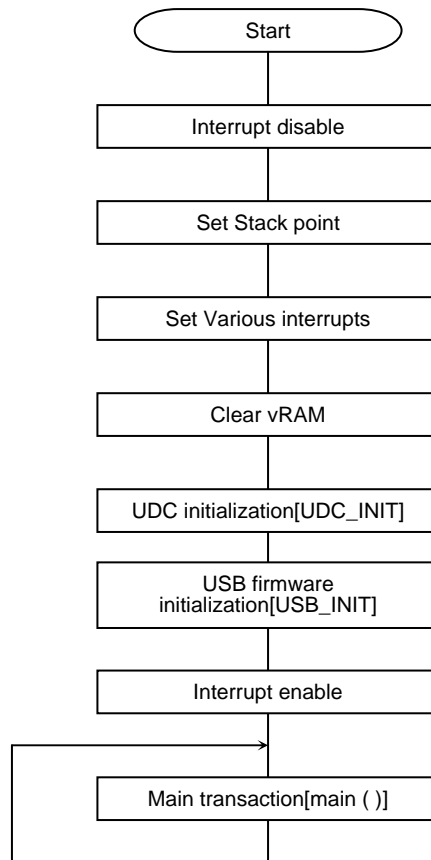 Start
Interrupt disable
Set Stack point
Set Various interrupts
Clear vRAM
UDC initialization[UDC_INIT]
USB firmware
initialization[USB_INIT]
Interrupt enable
Main transaction[main ( )]